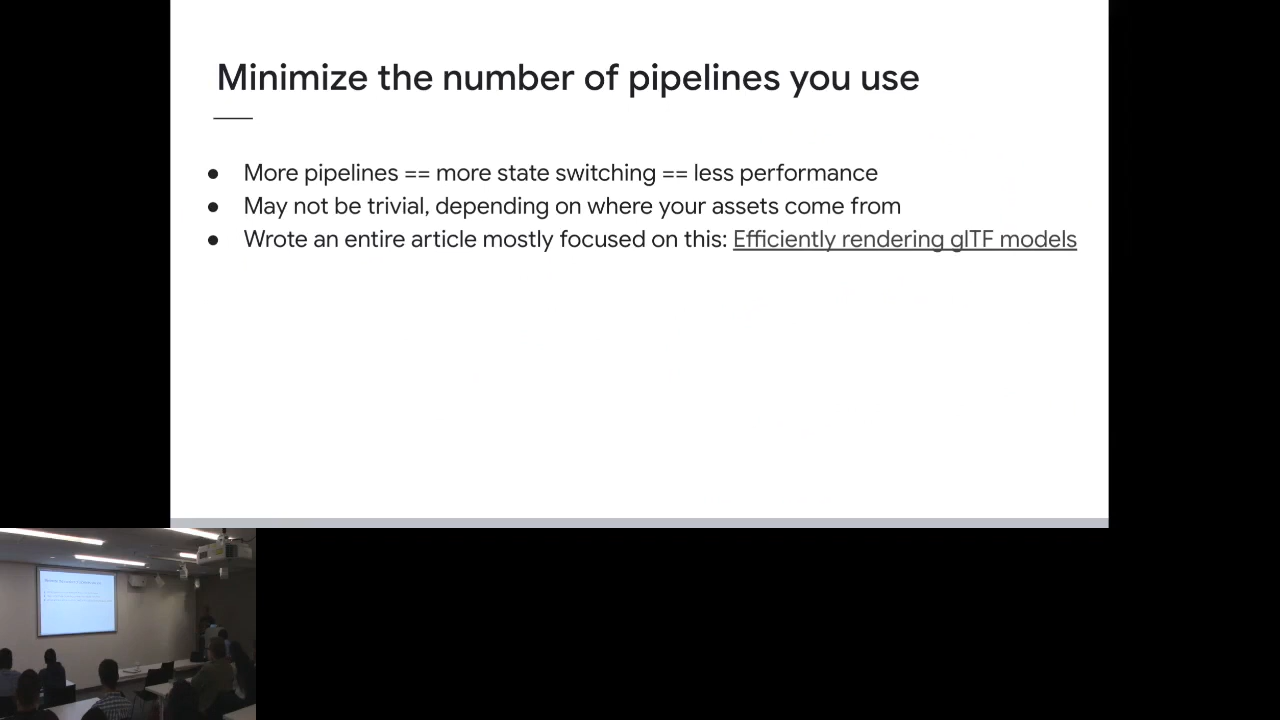 Minimize the number of pipelines you use
● More pipelines == more state switching == less performance
● May not be trivial, depending on where your assets come from
● Wrote an entire article mostly focused on this: Efficiently rendering glTF models